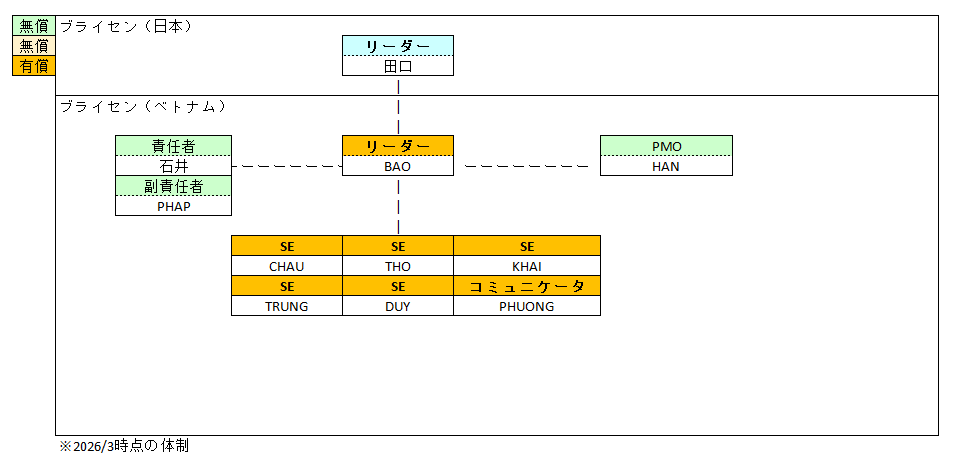 無償 ブライセン（日本）
無償
有償
リーダー
田口
ブライセン（ベトナム）
責任者 リーダー PMO
石井 BAO HAN
副責任者
PHAP
SE SE SE
CHAU THO KHAI
SE SE コミュニケータ
TRUNG DUY PHUONG
※2026/3時点の体制